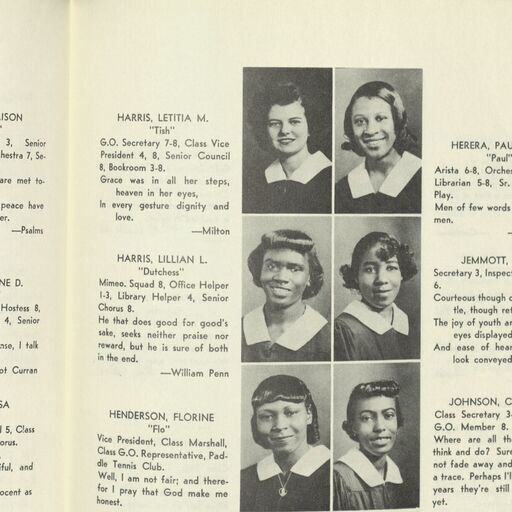 ISON
"
3, Senior
hestra 7, Se-
are met to-
peace have
er.
—Psalms
NE D.
Hostess 8,
4, Senior
nse, I talk
ot Curran
SA
l 5, Class
orus.
iful, and
ocent as
HARRIS, LETITIA M.
"Tish"
G.O. Secretary 7-8, Class Vice
President 4, 8, Senior Council
8, Bookroom 3-8.
Grace was in all her steps,
heaven in her eyes,
In every gesture dignity and
love.
—Milton
HARRIS, LILLIAN L.
"Dutchess"
Mimeo. Squad 8, Office Helper
1-3, Library Helper 4, Senior
Chorus 8.
He that does good for good's
sake, seeks neither praise nor
reward, but he is sure of both
in the end.
—William Penn
HENDERSON, FLORINE
"Flo"
Vice President, Class Marshall,
Class G.O. Representative, Pad-
dle Tennis Club.
Well, I am not fair; and there-
for I pray that God make me
honest.
HERERA, PAU
"Paul"
Arista 6-8, Orches
Librarian 5-8, Sr.
Play.
Men of few words
men.
JEMMOTT,
Secretary 3, Inspect
6.
Courteous though c
tle, though ret
The joy of youth ar
eyes displayed
And ease of hear
look conveyed
JOHNSON, C
Class Secretary 3-
G.O. Member 8.
Where are all the
think and do? Sure
not fade away and
a trace. Perhaps I'l
years they're still
yet.